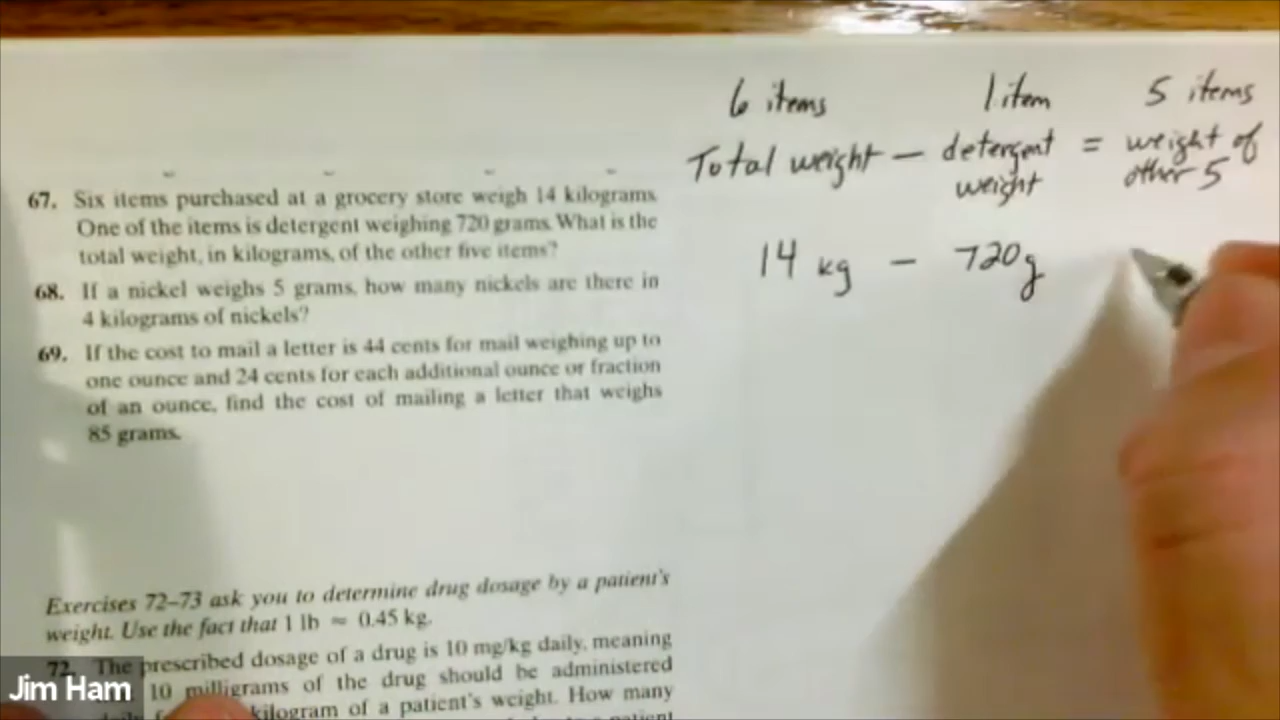 6 items 1 item 5 items
Total weight – detergent weight = weight of other 5
14 kg – 720g
67. Six items purchased at a grocery store weigh 14 kilograms.
One of the items is detergent weighing 720 grams. What is the
total weight, in kilograms, of the other five items?
68. If a nickel weighs 5 grams, how many nickels are there in
4 kilograms of nickels?
69. If the cost to mail a letter is 44 cents for mail weighing up to
one ounce and 24 cents for each additional ounce or fraction
of an ounce, find the cost of mailing a letter that weighs
85 grams.
Exercises 72–73 ask you to determine drug dosage by a patient's
weight. Use the fact that 1 lb ≈ 0.45 kg.
72. The prescribed dosage of a drug is 10 mg/kg daily, meaning
10 milligrams of the drug should be administered
kilogram of a patient's weight. How many
Jim Ham